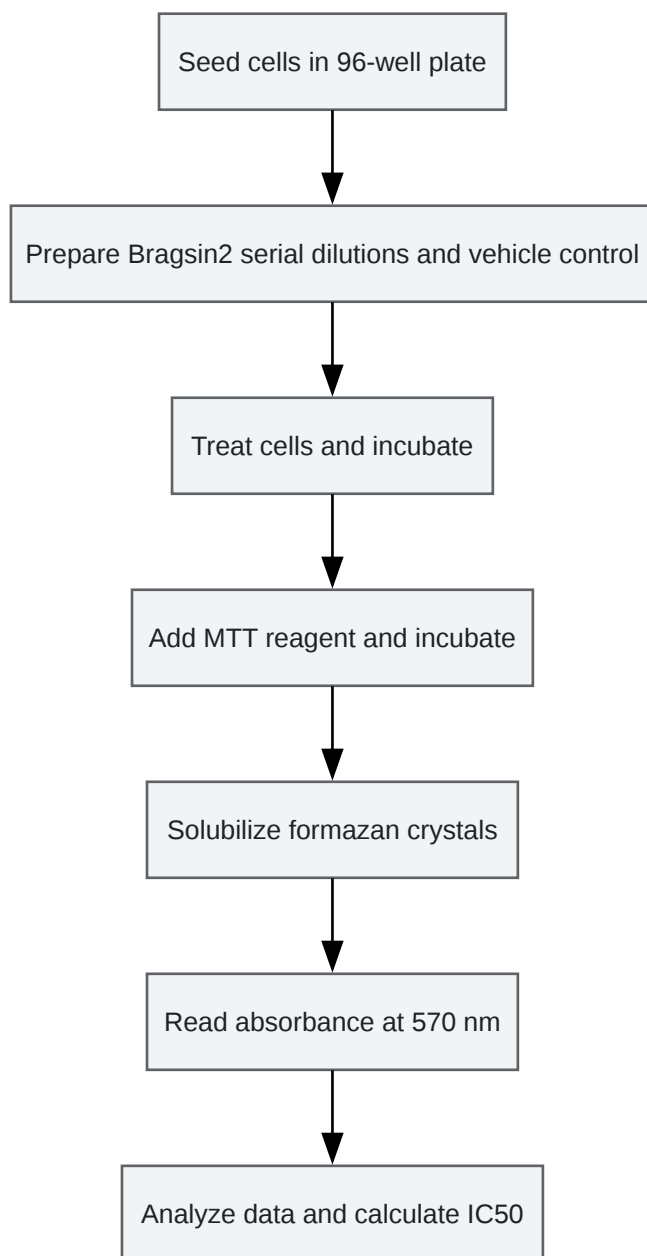 Seed cells in 96-well plate
Prepare Bragsin2 serial dilutions and vehicle control
Treat cells and incubate
Add MTT reagent and incubate
Solubilize formazan crystals
Read absorbance at 570 nm
Analyze data and calculate IC50